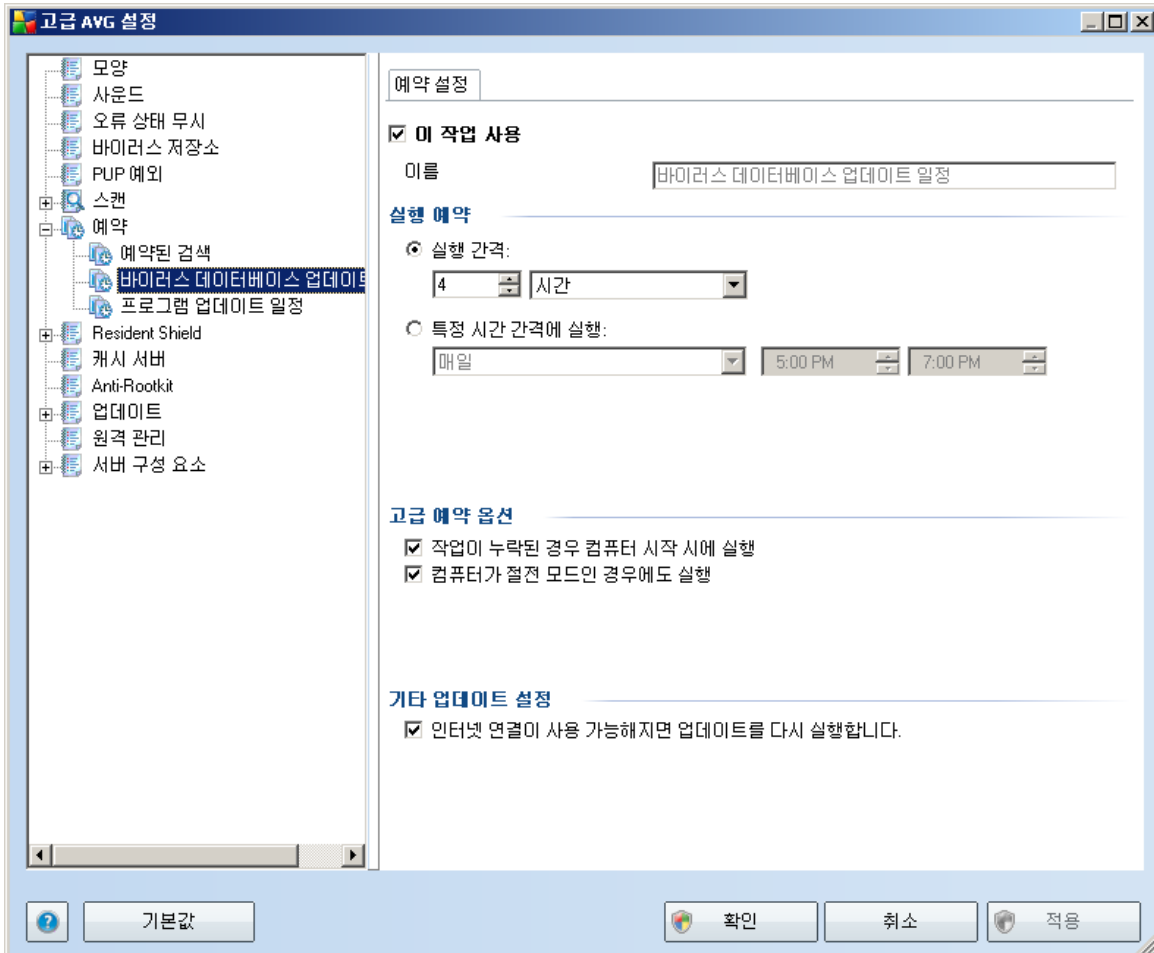 고급 AVG 설정
모양
사운드
오류 상태 무시
바이러스 저장소
PUP 예외
스캔
예약
예약된 검색
바이러스 데이터베이스 업데이트
프로그램 업데이트 일정
Resident Shield
캐시 서버
Anti-Rootkit
업데이트
원격 관리
서버 구성 요소
예약 설정
이 작업 사용
이름 바이러스 데이터베이스 업데이트 일정
실행 예약
실행 간격:
4 시간
특정 시간 간격에 실행:
매일 5:00 PM 7:00 PM
고급 예약 옵션
작업이 누락된 경우 컴퓨터 시작 시에 실행
컴퓨터가 절전 모드인 경우에도 실행
기타 업데이트 설정
인터넷 연결이 사용 가능해지면 업데이트를 다시 실행합니다.
기본값 확인 취소 적용